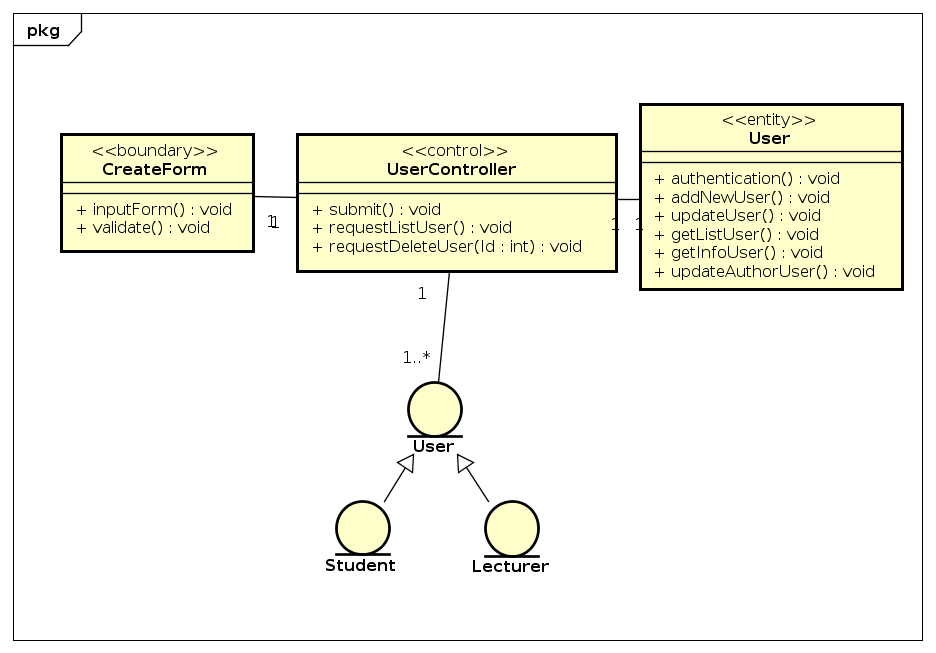 pkg
<<boundary>>
CreateForm
+ inputForm() : void
+ validate() : void
<<control>>
UserController
+ submit() : void
+ requestListUser() : void
+ requestDeleteUser(Id : int) : void
<<entity>>
User
+ authentication() : void
+ addNewUser() : void
+ updateUser() : void
+ getListUser() : void
+ getInfoUser() : void
+ updateAuthorUser() : void
1
1
1
1
1
1..*
User
Student
Lecturer